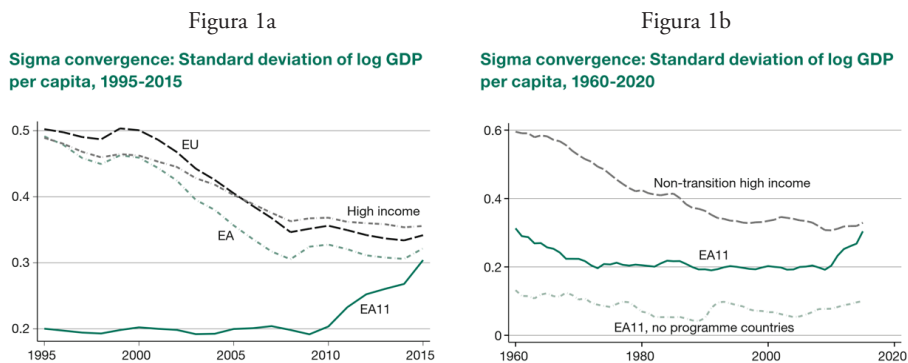 Figura 1a
Sigma convergence: Standard deviation of log GDP
per capita, 1995-2015
0.5
EU
0.4
High income
EA
0.3
EA11
0.2
1995 2000 2005 2010 2015
Figura 1b
Sigma convergence: Standard deviation of log GDP
per capita, 1960-2020
0.6
Non-transition high income
0.4
EA11
0.2
EA11, no programme countries
0
1960 1980 2000 2020